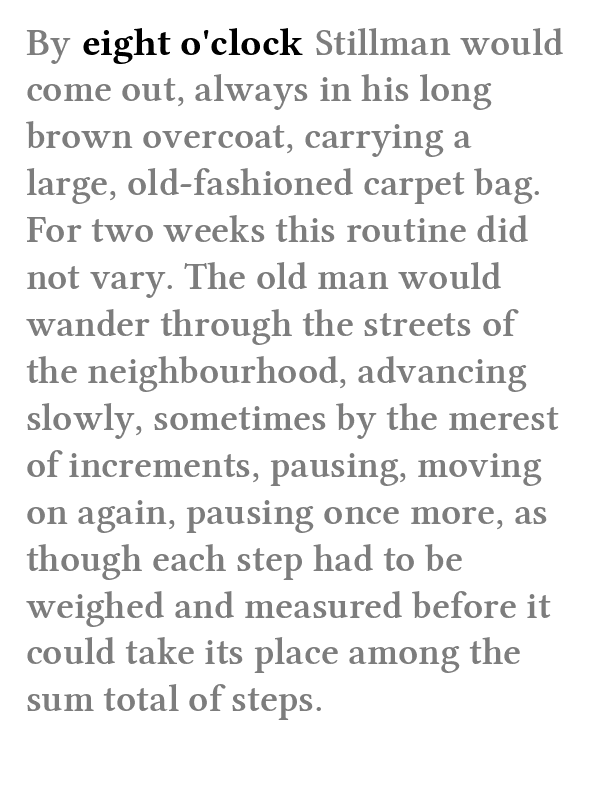 By eight o'clock Stillman would
come out, always in his long
brown overcoat, carrying a
large, old-fashioned carpet bag.
For two weeks this routine did
not vary. The old man would
wander through the streets of
the neighbourhood, advancing
slowly, sometimes by the merest
of increments, pausing, moving
on again, pausing once more, as
though each step had to be
weighed and measured before it
could take its place among the
sum total of steps.